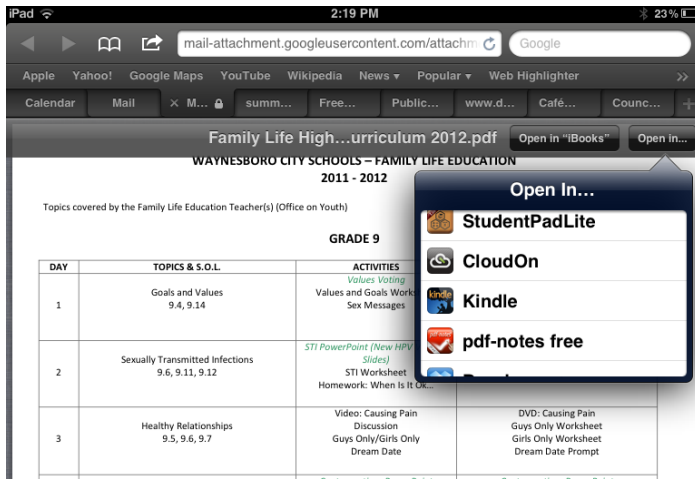 iPad 2:19 PM 23%
mail-attachment.googleusercontent.com/attachm Google
Apple Yahoo! Google Maps YouTube Wikipedia News Popular Web Highlighter
Calendar Mail × M... summ... Free... Public... www.d... Café... Counc... +
Family Life High...urriculum 2012.pdf Open in “iBooks” Open in...
WAYNESBORO CITY SCHOOLS – FAMILY LIFE EDUCATION
2011 - 2012
Topics covered by the Family Life Education Teacher(s) (Office on Youth)
GRADE 9
DAY TOPICS & S.O.L. ACTIVITIES
1
Goals and Values
9.4, 9.14
Values Voting
Values and Goals Work
Sex Messages
2
Sexually Transmitted Infections
9.6, 9.11, 9.12
STI PowerPoint (New HPV
Slides)
STI Worksheet
Homework: When Is It Ok...
3
Healthy Relationships
9.5, 9.6, 9.7
Video: Causing Pain
Discussion
Guys Only/Girls Only
Dream Date
DVD: Causing Pain
Guys Only Worksheet
Girls Only Worksheet
Dream Date Prompt
Open In...
StudentPadLite
CloudOn
kindle
Kindle
pdf-notes free